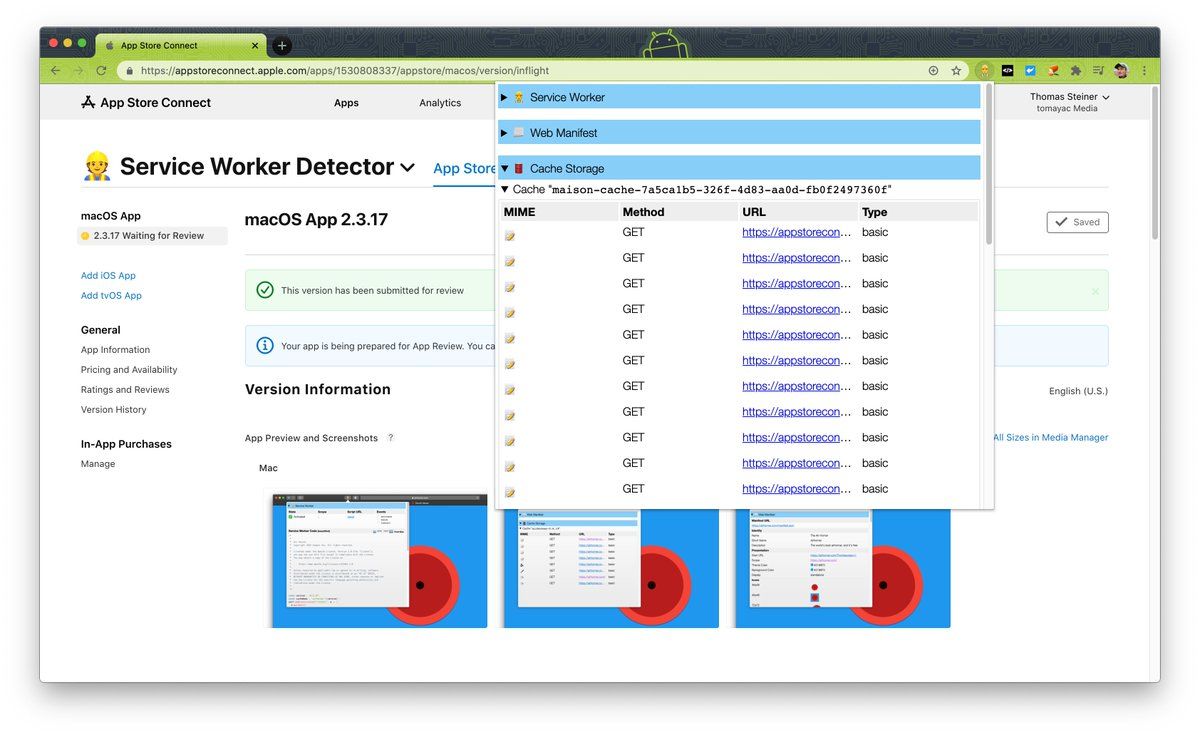 App Store Connect
https://appstoreconnect.apple.com/apps/1530808337/appstore/macos/version/inflight
App Store Connect
Apps
Analytics
Thomas Steiner
tomayac Media
Service Worker Detector
App Store
macOS App
2.3.17 Waiting for Review
Add iOS App
Add tvOS App
General
App Information
Pricing and Availability
Ratings and Reviews
Version History
In-App Purchases
Manage
macOS App 2.3.17
Saved
This version has been submitted for review
Your app is being prepared for App Review. You ca
Version Information
English (U.S.)
App Preview and Screenshots ?
All Sizes in Media Manager
Mac
Service Worker
Web Manifest
Cache Storage
Cache "maison-cache-7a5ca1b5-326f-4d83-aa0d-fb0f2497360f"
MIME Method URL Type
GET https://appstorecon… basic
GET https://appstorecon… basic
GET https://appstorecon… basic
GET https://appstorecon… basic
GET https://appstorecon… basic
GET https://appstorecon… basic
GET https://appstorecon… basic
GET https://appstorecon… basic
GET https://appstorecon… basic
GET https://appstorecon… basic
GET https://appstorecon… basic